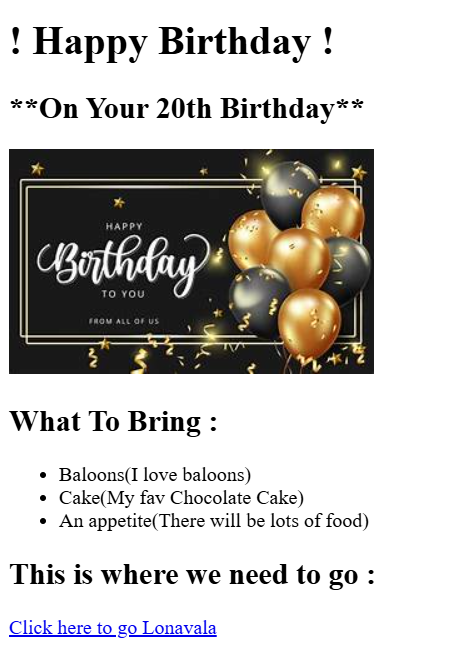 ! Happy Birthday !
**On Your 20th Birthday**
HAPPY
Birthday
TO YOU
FROM ALL OF US
What To Bring :
• Baloons(I love baloons)
• Cake(My fav Chocolate Cake)
• An appetite(There will be lots of food)
This is where we need to go :
Click here to go Lonavala